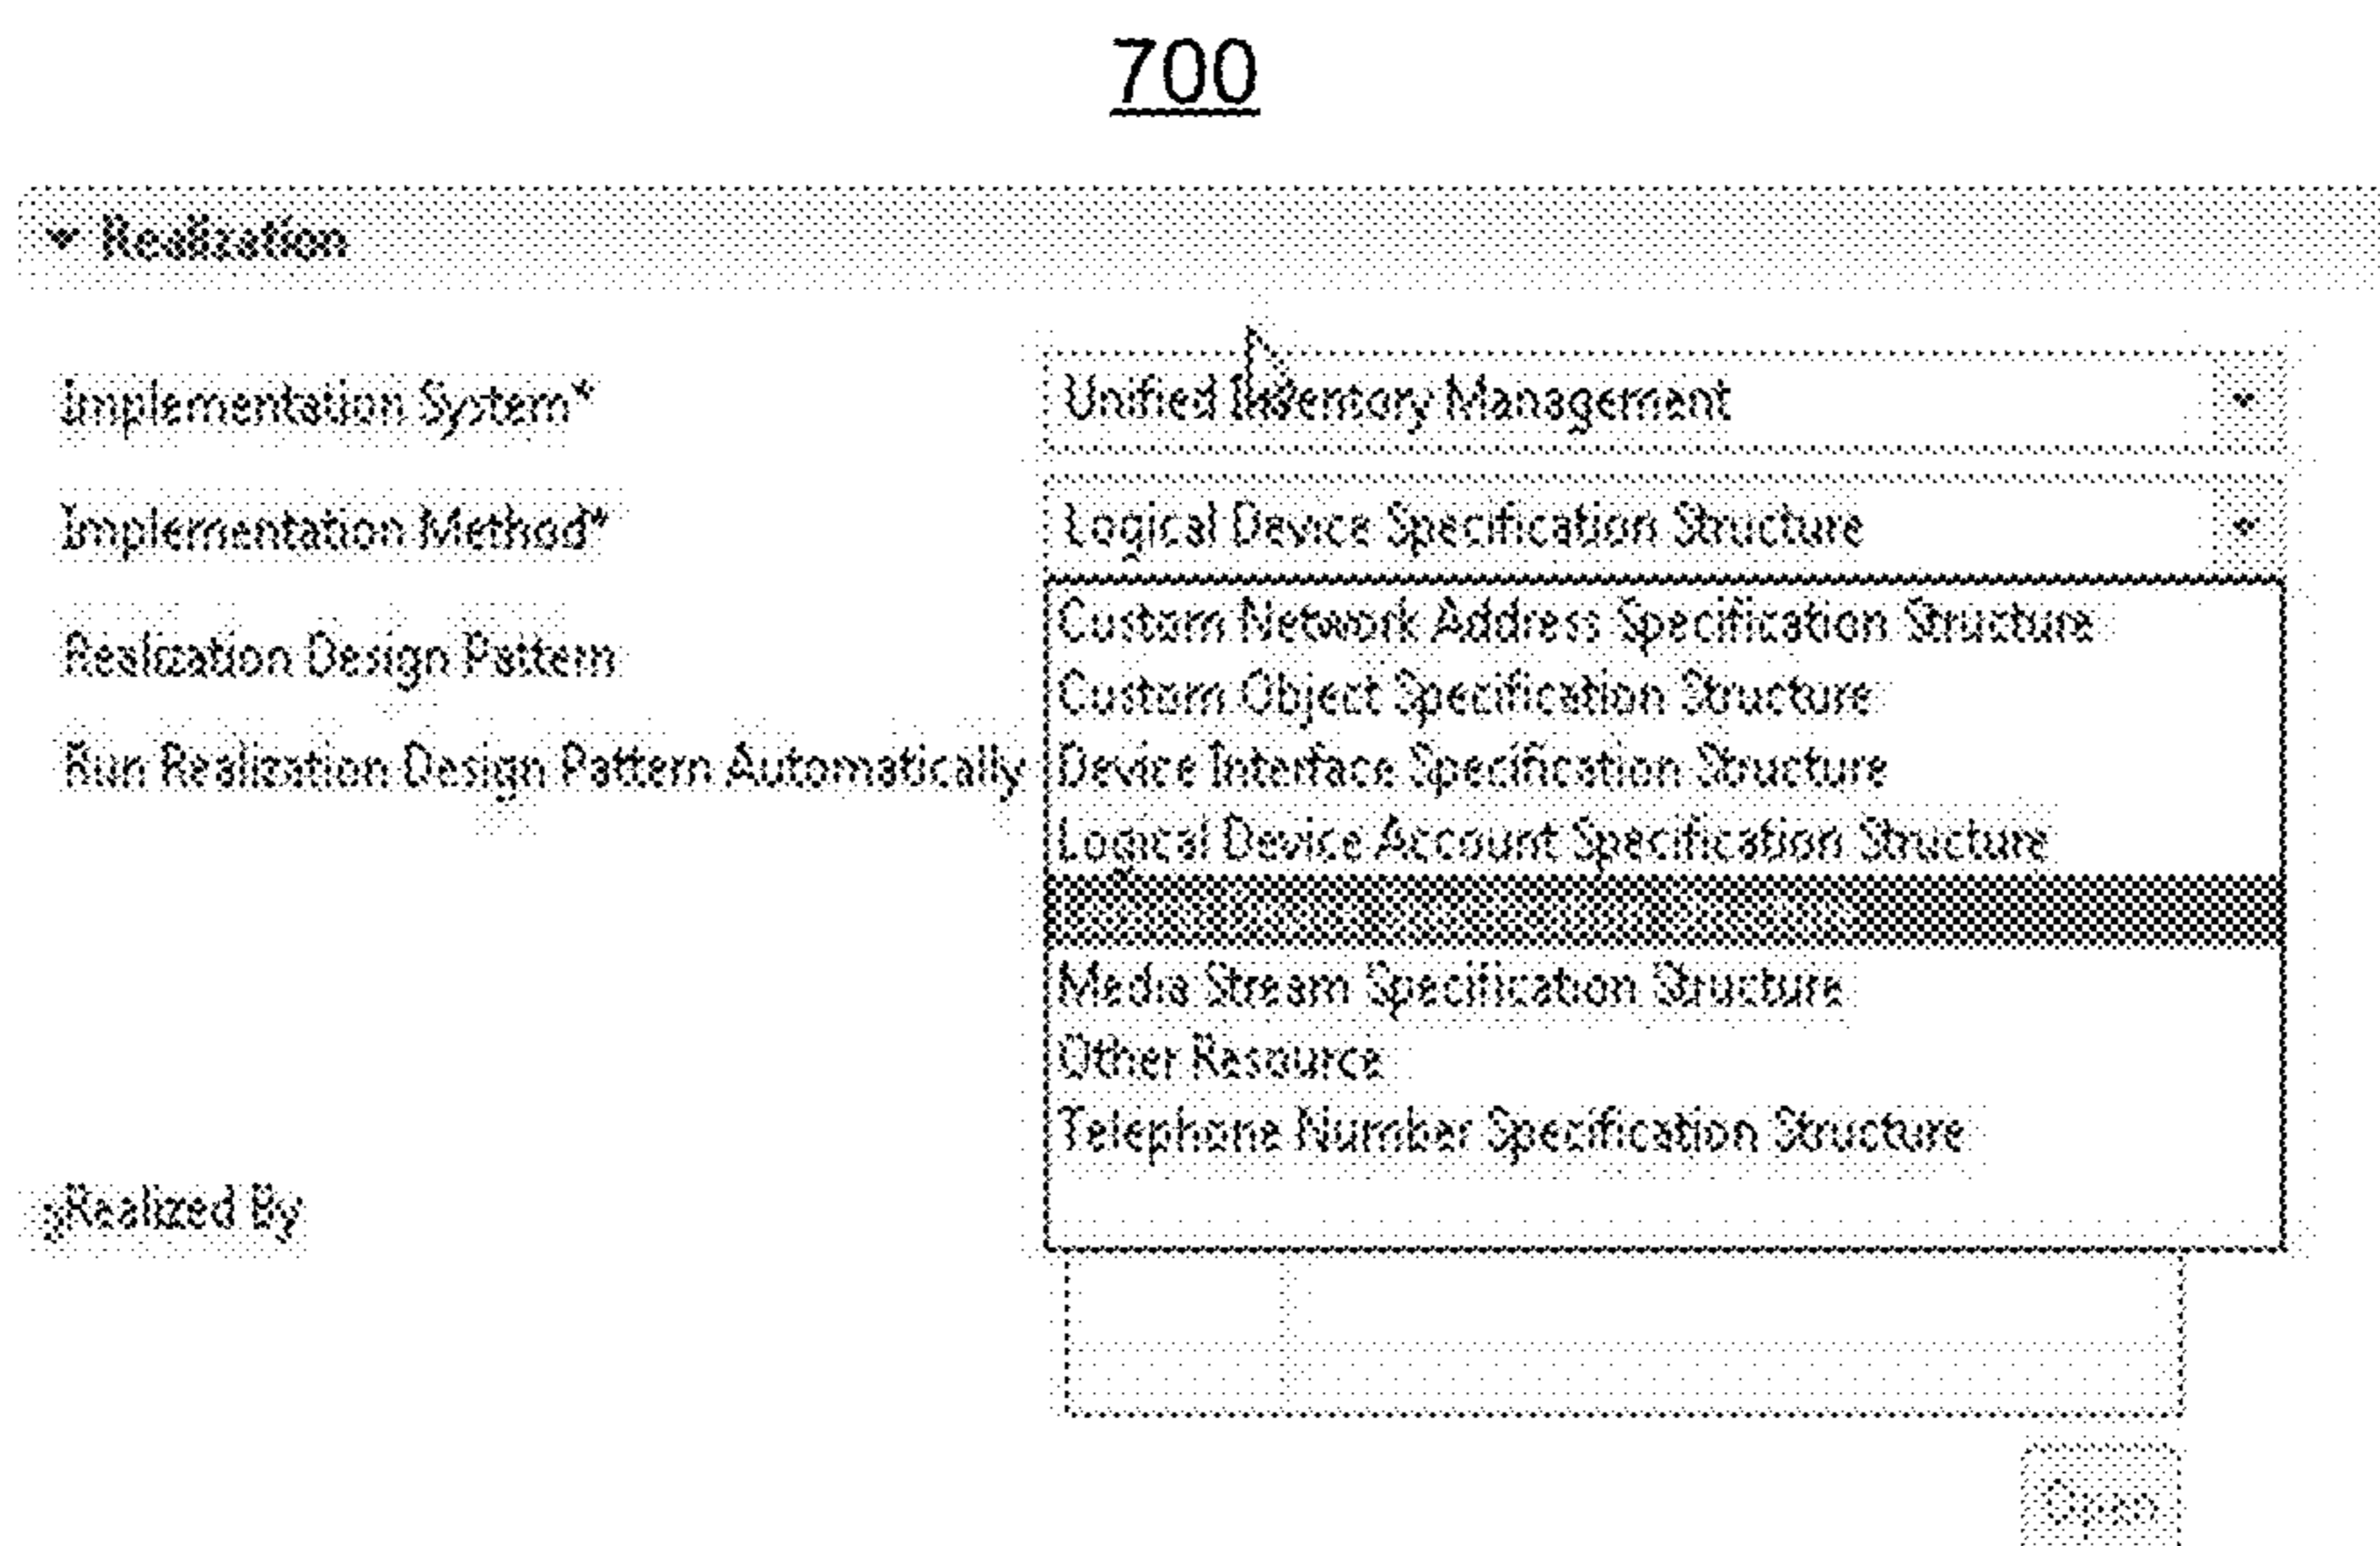 700
Realization
Implementation System* Unified Inventory Management
Implementation Method* Logical Device Specification Structure
Custom Network Address Specification Structure
Realization Design Pattern
Custom Object Specification Structure
Run Realization Design Pattern Automatically Device Interface Specification Structure
Logical Device Account Specification Structure
Media Stream Specification Structure
Other Resource
Telephone Number Specification Structure
Realized By
Open